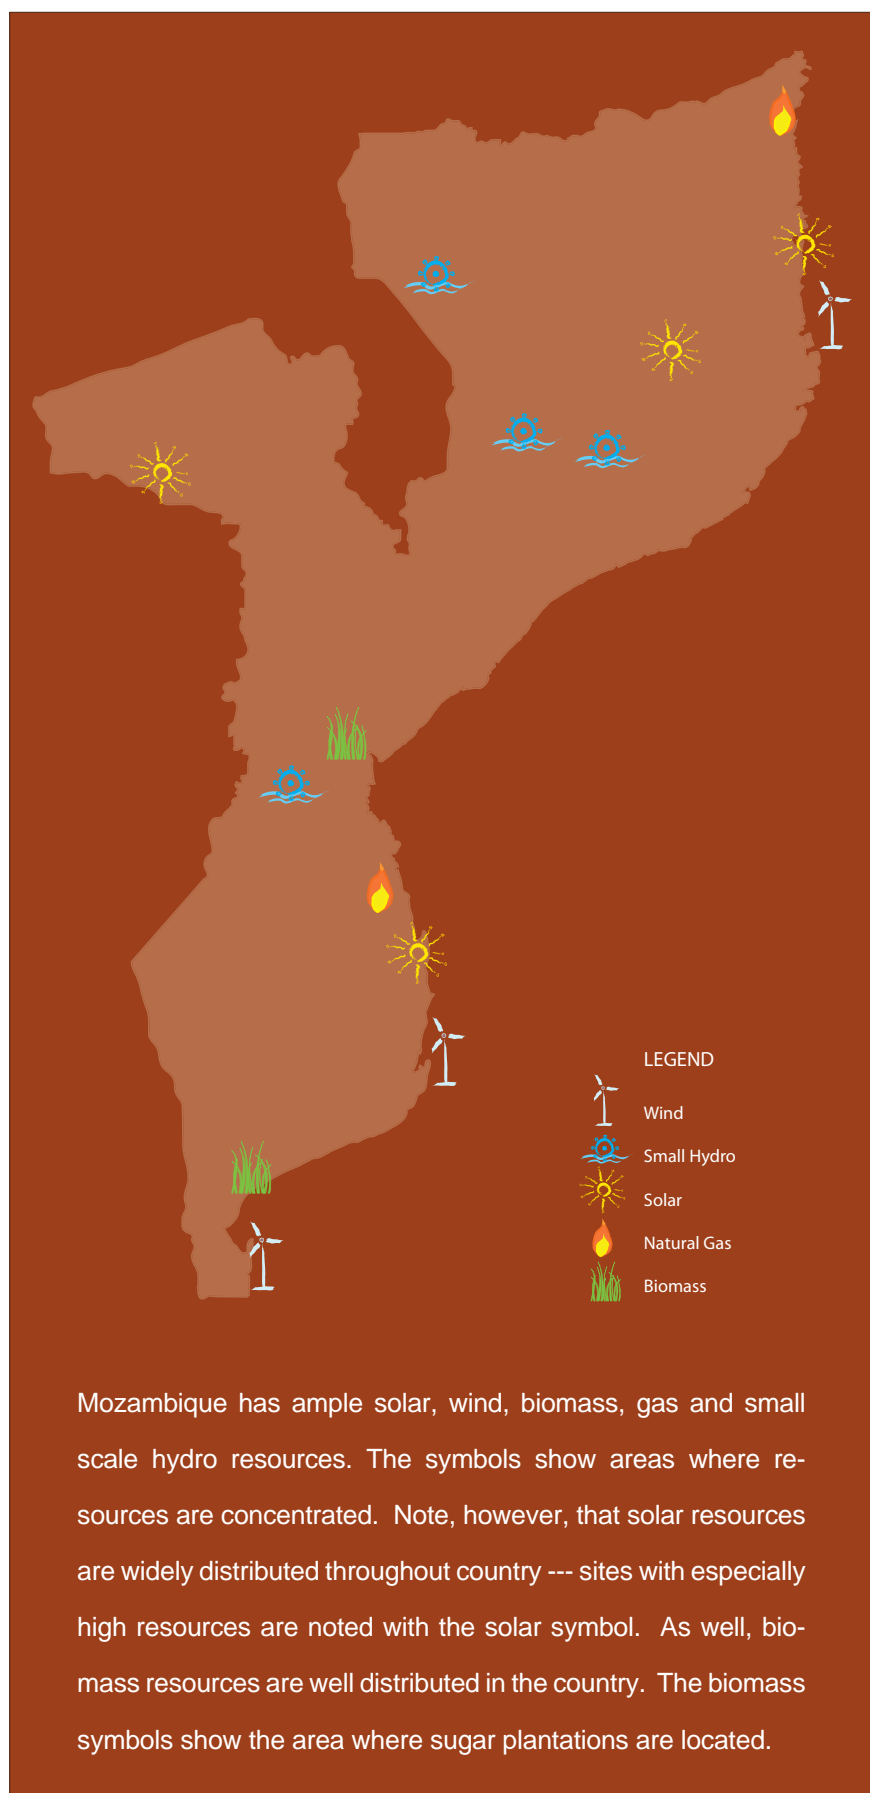 LEGEND
Wind
Small Hydro
Solar
Natural Gas
Biomass
Mozambique has ample solar, wind, biomass, gas and small
scale hydro resources. The symbols show areas where re-
sources are concentrated.  Note, however, that solar resources
are widely distributed throughout country --- sites with especially
high resources are noted with the solar symbol.  As well, bio-
mass resources are well distributed in the country.  The biomass
symbols show the area where sugar plantations are located.